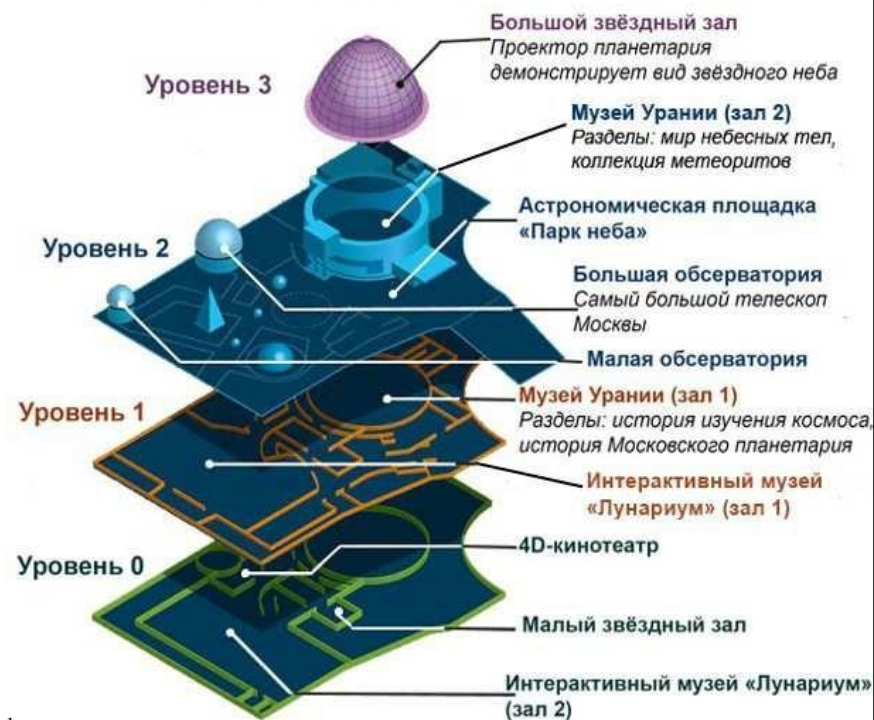 Большой звёздный зал
Проектор планетария
демонстрирует вид звёздного неба
Уровень 3
Музей Урании (зал 2)
Разделы: мир небесных тел,
коллекция метеоритов
Астрономическая площадка
«Парк неба»
Уровень 2
Большая обсерватория
Самый большой телескоп
Москвы
Малая обсерватория
Уровень 1
Музей Урании (зал 1)
Разделы: история изучения космоса,
история Московского планетария
Интерактивный музей
«Лунариум» (зал 1)
Уровень 0
4D-кинотеатр
Малый звёздный зал
Интерактивный музей «Лунариум»
(зал 2)